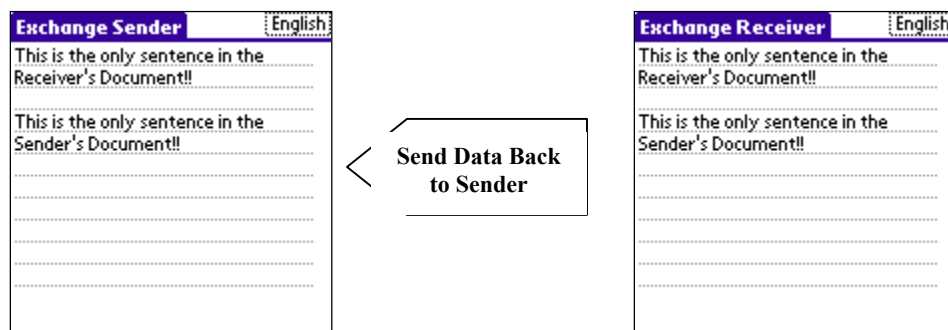 Exchange Sender English
This is the only sentence in the
Receiver's Document!!
This is the only sentence in the
Sender's Document!!
Send Data Back
to Sender
Exchange Receiver English
This is the only sentence in the
Receiver's Document!!
This is the only sentence in the
Sender's Document!!